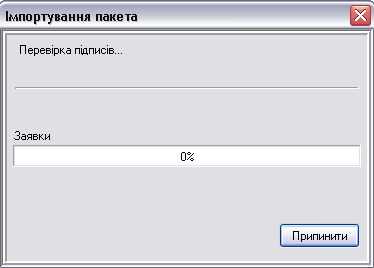 Імпортування пакета
Перевірка підписів...
Заявки
0%
Припинити